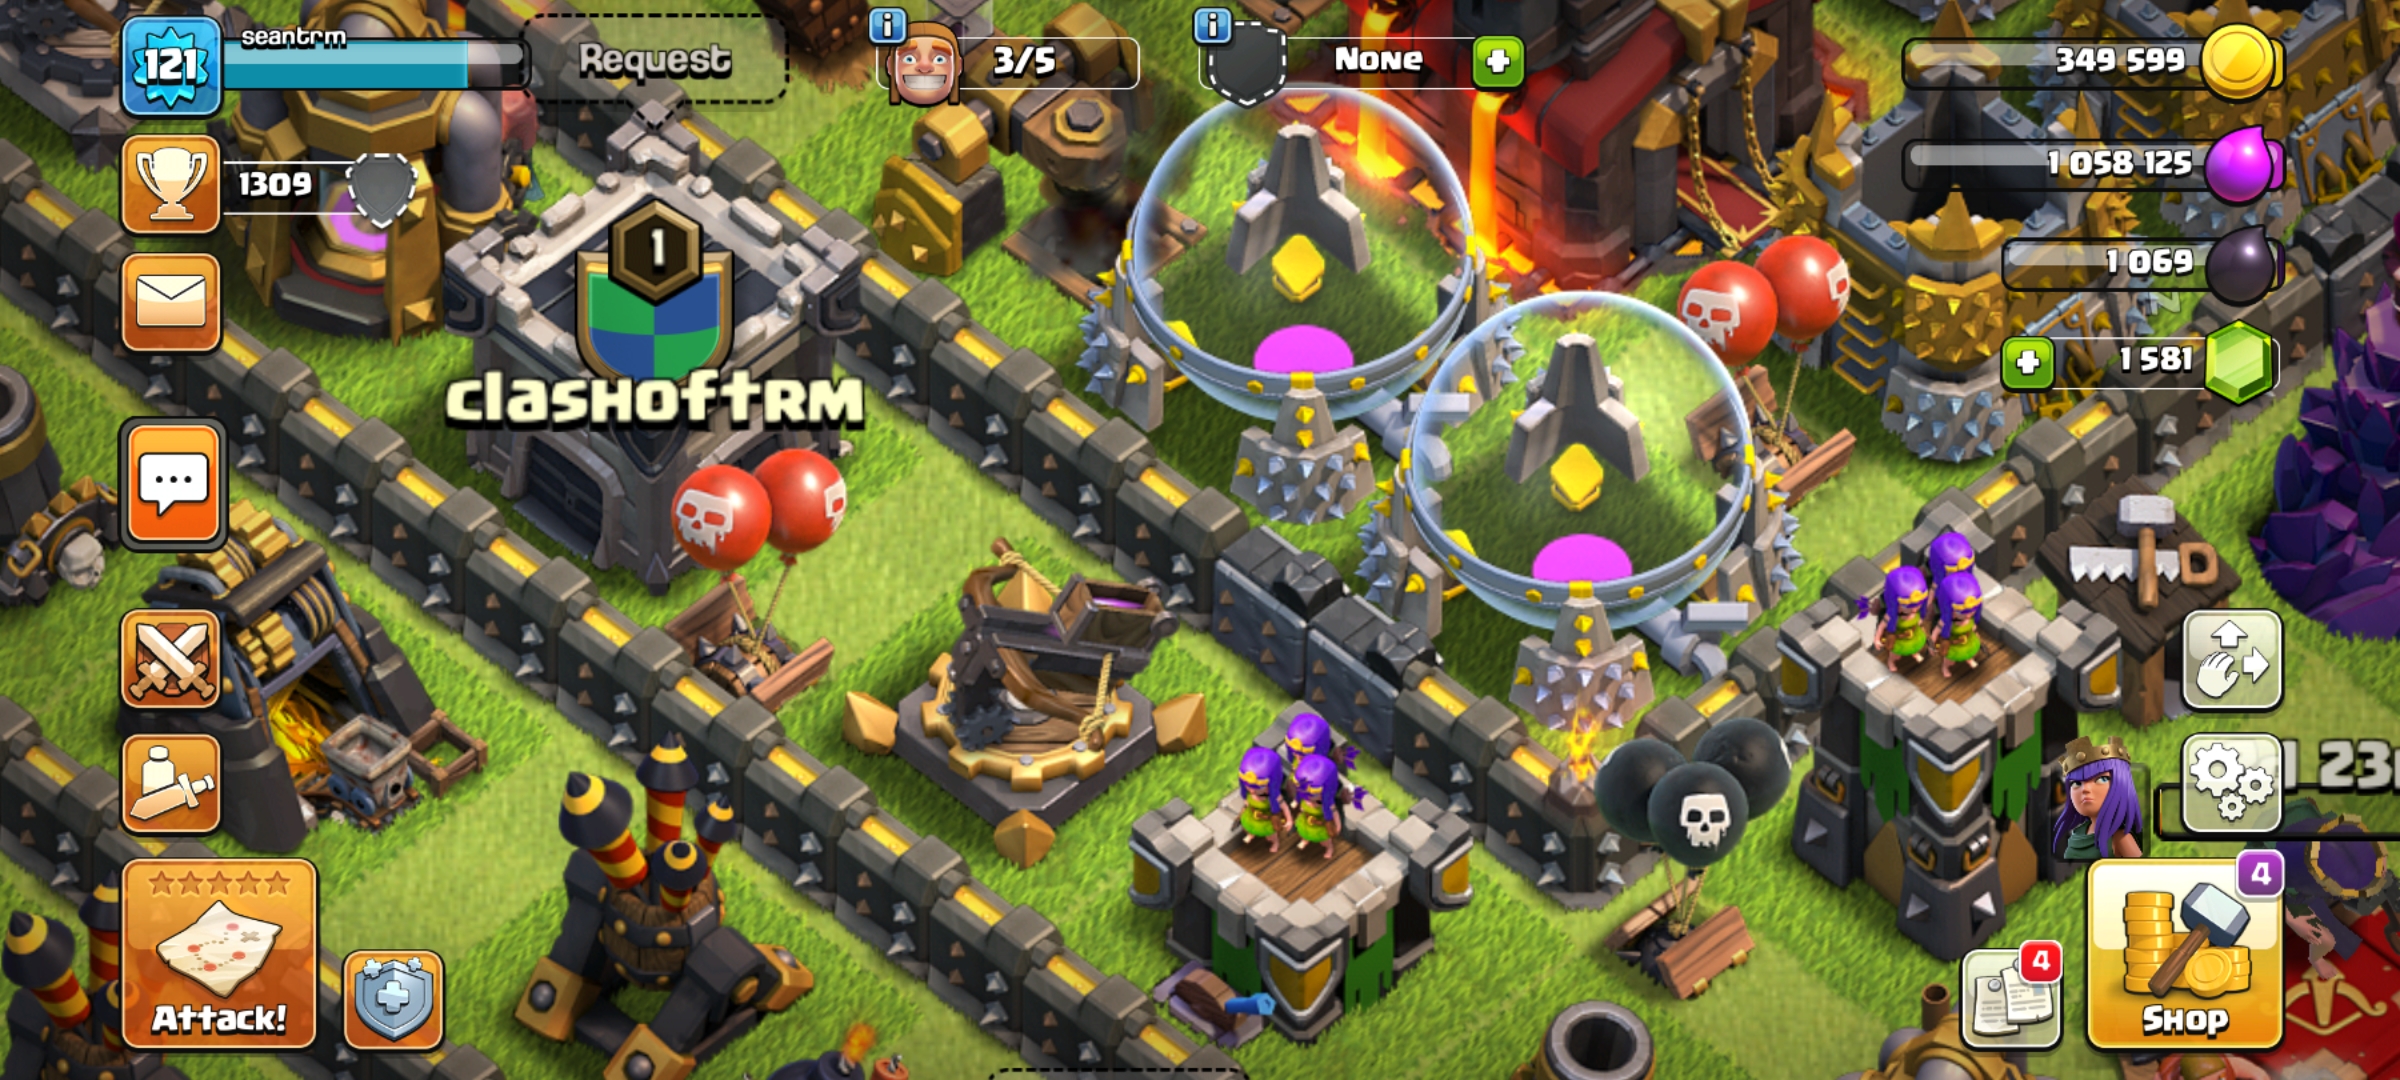 121
seantrm
Request
3/5
None
349 599
1309
1 058 125
1 069
1 581
1
clashoftrm
4
4
Attack!
Shop